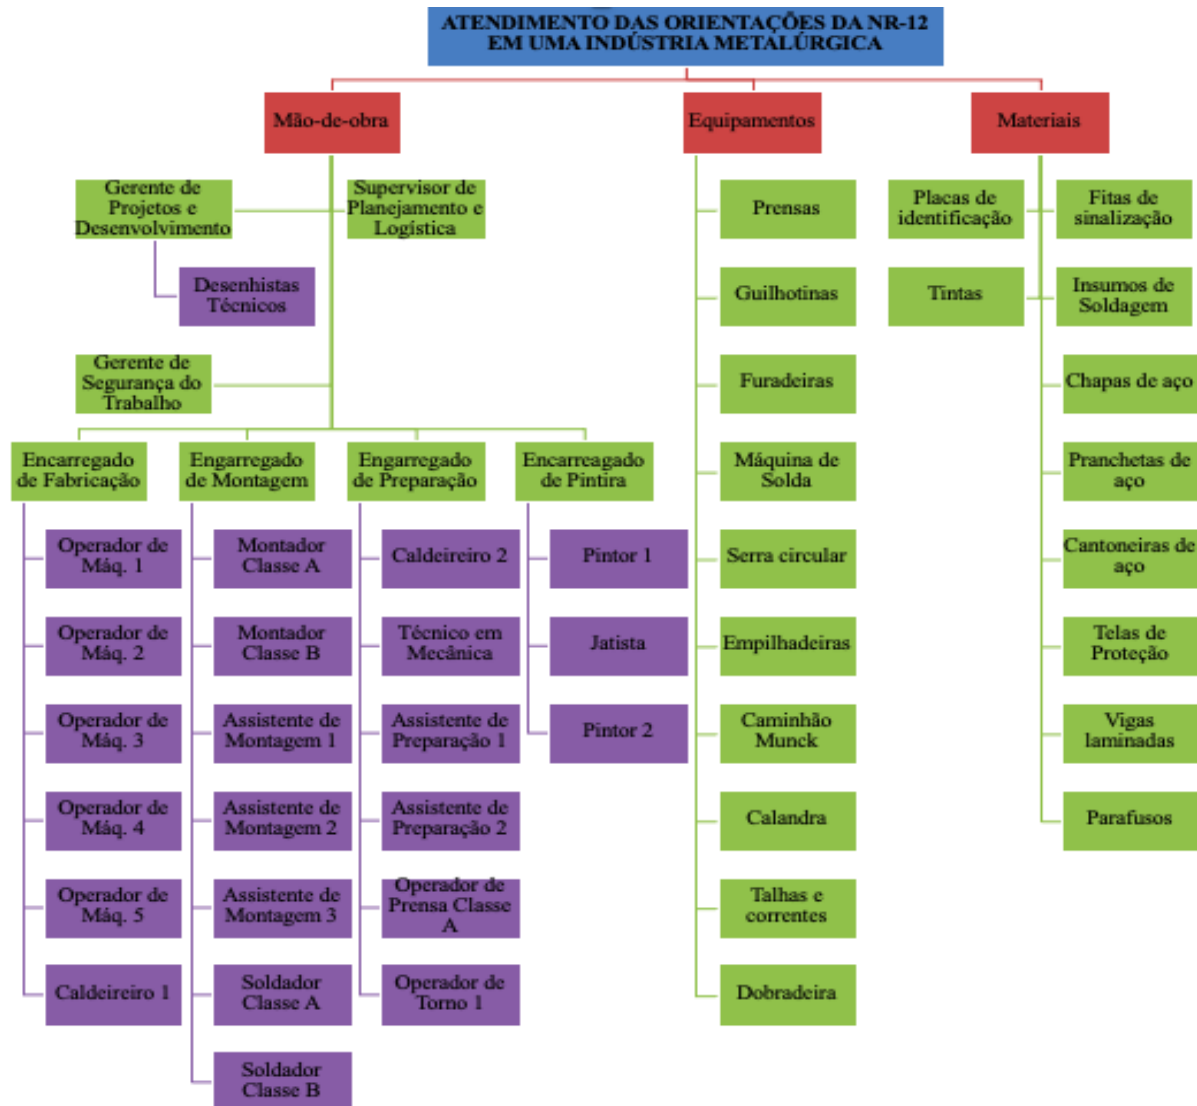 ATENDIMENTO DAS ORIENTAÇÕES DA NR-12
EM UMA INDÚSTRIA METALÚRGICA
Mão-de-obra
Equipamentos
Materiais
Gerente de
Projetos e
Desenvolvimento
Supervisor de
Planejamento e
Logística
Desenhistas
Técnicos
Gerente de
Segurança do
Trabalho
Encarregado
de Fabricação
Operador de
Máq. 1
Operador de
Máq. 2
Operador de
Máq. 3
Operador de
Máq. 4
Operador de
Máq. 5
Caldeireiro 1
Engarregado
de Montagem
Montador
Classe A
Montador
Classe B
Assistente de
Montagem 1
Assistente de
Montagem 2
Assistente de
Montagem 3
Soldador
Classe A
Soldador
Classe B
Engarregado
de Preparação
Caldeireiro 2
Técnico em
Mecânica
Assistente de
Preparação 1
Assistente de
Preparação 2
Operador de
Prensa Classe
A
Operador de
Torno 1
Encarreagado
de Pintira
Pintor 1
Jatista
Pintor 2
Prensas
Guilhotinas
Furadeiras
Máquina de
Solda
Serra circular
Empilhadeiras
Caminhão
Munck
Calandra
Talhas e
correntes
Dobradeira
Placas de
identificação
Fitas de
sinalização
Tintas
Insumos de
Soldagem
Chapas de aço
Pranchetas de
aço
Cantoneiras de
aço
Telas de
Proteção
Vigas
laminadas
Parafusos